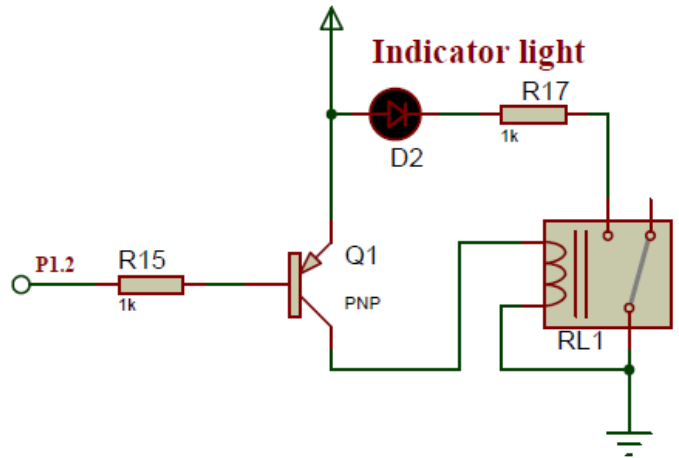 Indicator light
R17
1k
D2
P1.2
R15
1k
Q1
PNP
RL1